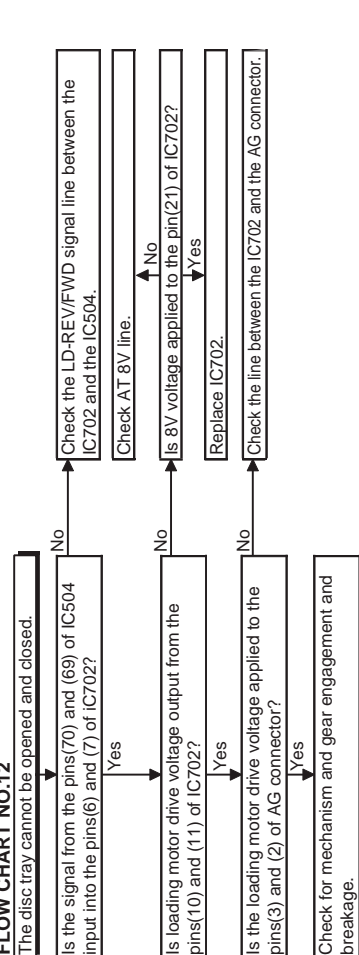 FLOW CHART NO.12
The disc tray cannot be opened and closed.
Is the signal from the pins(70) and (69) of IC504
input into the pins(6) and (7) of iC702?
No
Check the LD-REV/FWD signal line between the
IC702 and the IC504.
Yes
Check AT 8V line.
No
Is loading motor drive voltage output from the
pins(10) and (11) of IC702?
No
Is 8V voltage applied to the pin(21) of IC702?
Yes
Yes
Replace IC702.
Is the loading motor drive voltage applied to the
pins(3) and (2) of AG connector?
No
Check the line between the IC702 and the AG connector.
Yes
Check for mechanism and gear engagement and
breakage.